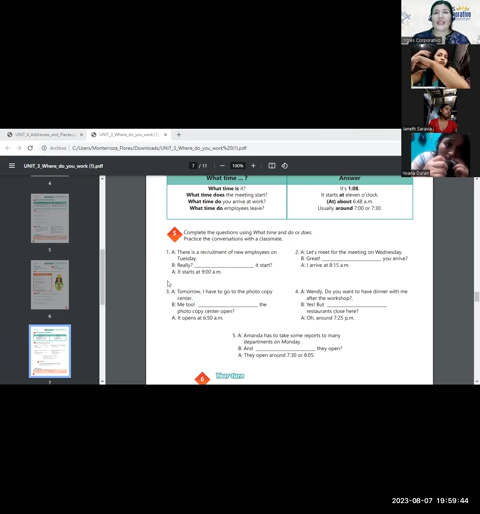 Inglés Corporativo
Janeth Saravia
Yoana Duran
UNIT_3_Where_do_you_work (1).p
Archivo
C:/Users/Monterroza_Flores/Downloads/UNIT_3_Where_do_you_work%20(1).pdf
UNIT_3_Where_do_you_work (1).pdf
7 / 11
100%
4
5
6
7
What time ... ?
Answer
What time is it?
What time does the meeting start?
What time do you arrive at work?
What time do employees leave?
It's 1:08.
It starts at eleven o'clock.
(At) about 6:48 a.m.
Usually around 7:00 or 7:30.
5
Complete the questions using What time and do or does.
Practice the conversations with a classmate.
1. A: There is a recruitment of new employees on
Tuesday.
B: Really? ____________________ it start?
A: It starts at 9:00 a.m.
2. A: Let's meet for the meeting on Wednesday.
B: Great! ____________________ you arrive?
A: I arrive at 8:15 a.m.
3. A: Tomorrow, I have to go to the photo copy
center.
B: Me too! ____________________ the
photo copy center open?
A: It opens at 6:50 a.m.
4. A: Wendy, Do you want to have dinner with me
after the workshop?
B: Yes! But ____________________
restaurants close here?
A: Oh, around 7:25 p.m.
5. A: Amanda has to take some reports to many
departments on Monday.
B: And ____________________ they open?
A: They open around 7:30 or 8:05.
6
Your turn
2023-08-07 19:59:44